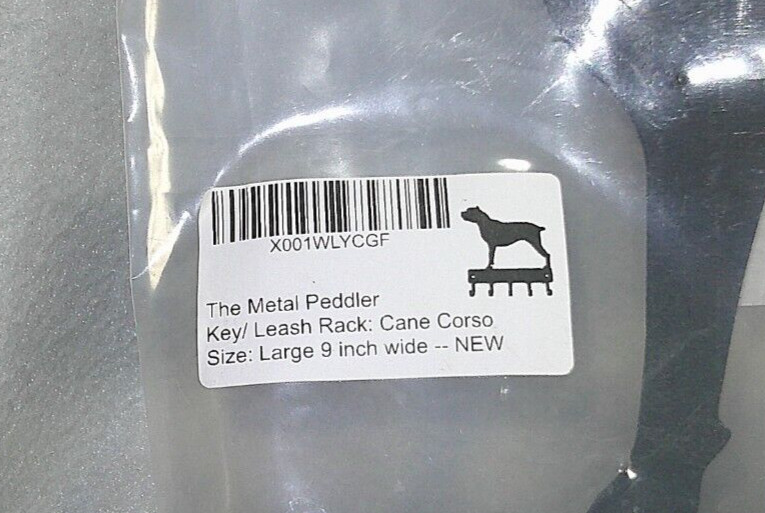 X001WLYCGF
The Metal Peddler
Key/ Leash Rack: Cane Corso
Size: Large 9 inch wide -- NEW